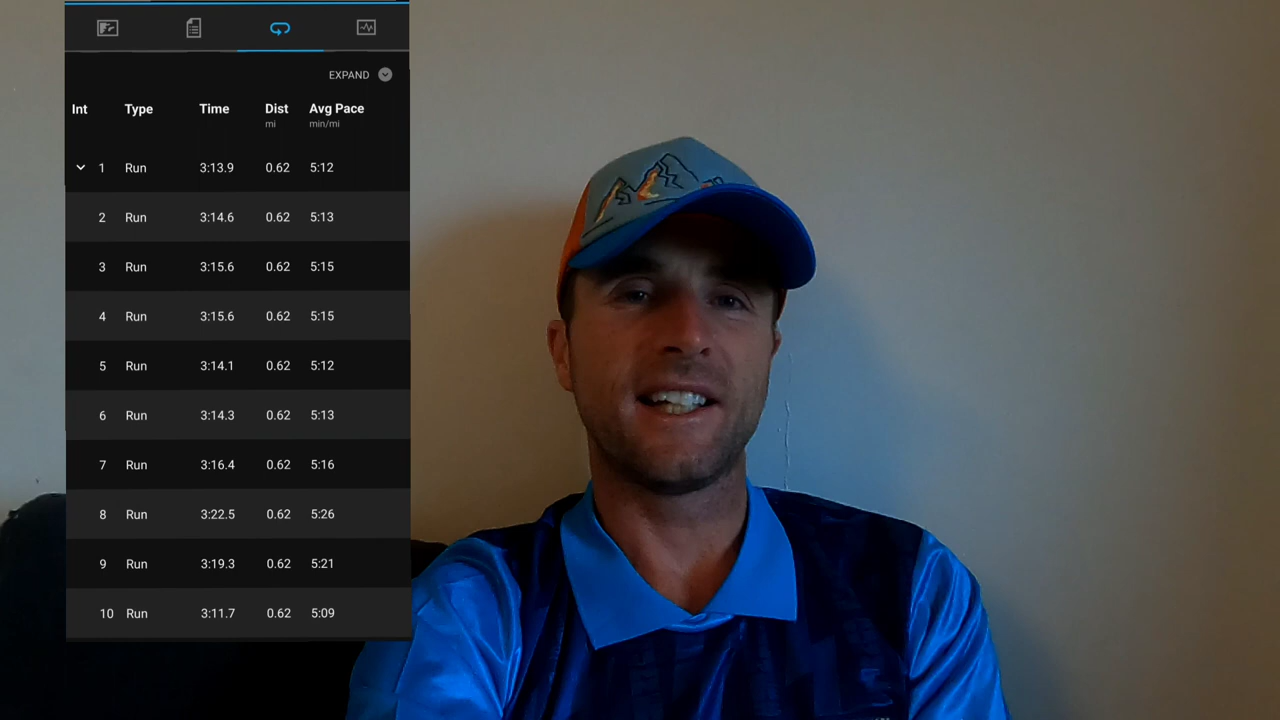 EXPAND
Int Type Time Dist Avg Pace
mi min/mi
1 Run 3:13.9 0.62 5:12
2 Run 3:14.6 0.62 5:13
3 Run 3:15.6 0.62 5:15
4 Run 3:15.6 0.62 5:15
5 Run 3:14.1 0.62 5:12
6 Run 3:14.3 0.62 5:13
7 Run 3:16.4 0.62 5:16
8 Run 3:22.5 0.62 5:26
9 Run 3:19.3 0.62 5:21
10 Run 3:11.7 0.62 5:09